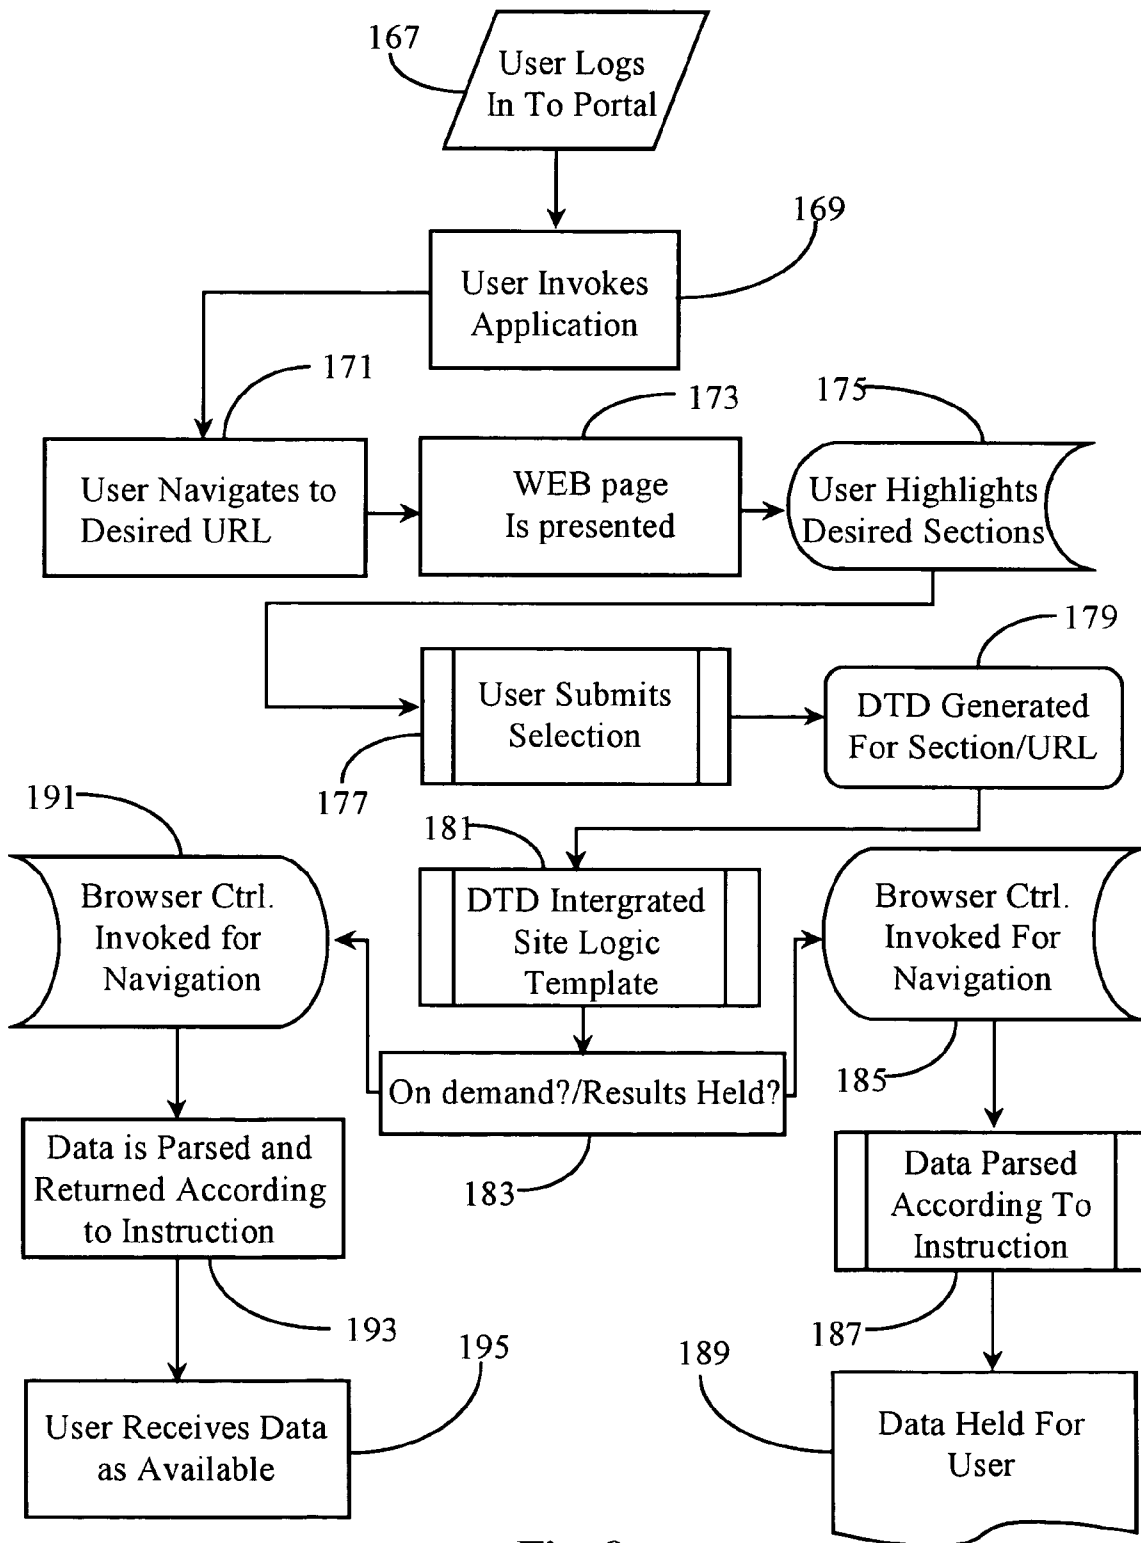 167
User Logs
In To Portal
169
User Invokes
Application
171
173
175
User Navigates to
Desired URL
WEB page
Is presented
User Highlights
Desired Sections
179
User Submits
Selection
DTD Generated
For Section/URL
177
191
181
Browser Ctrl.
Invoked for
Navigation
DTD Intergrated
Site Logic
Template
Browser Ctrl.
Invoked For
Navigation
185
On demand?/Results Held?
183
Data is Parsed and
Returned According
to Instruction
Data Parsed
According To
Instruction
193
187
195
189
User Receives Data
as Available
Data Held For
User